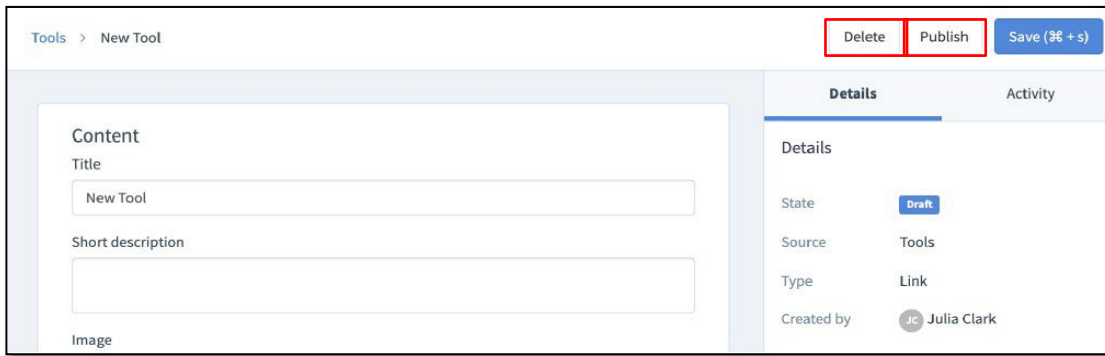 Tools > New Tool
Delete
Publish
Save (⌘ + s)
Content
Title
New Tool
Short description
Image
Details
Activity
Details
State Draft
Source Tools
Type Link
Created by JC Julia Clark